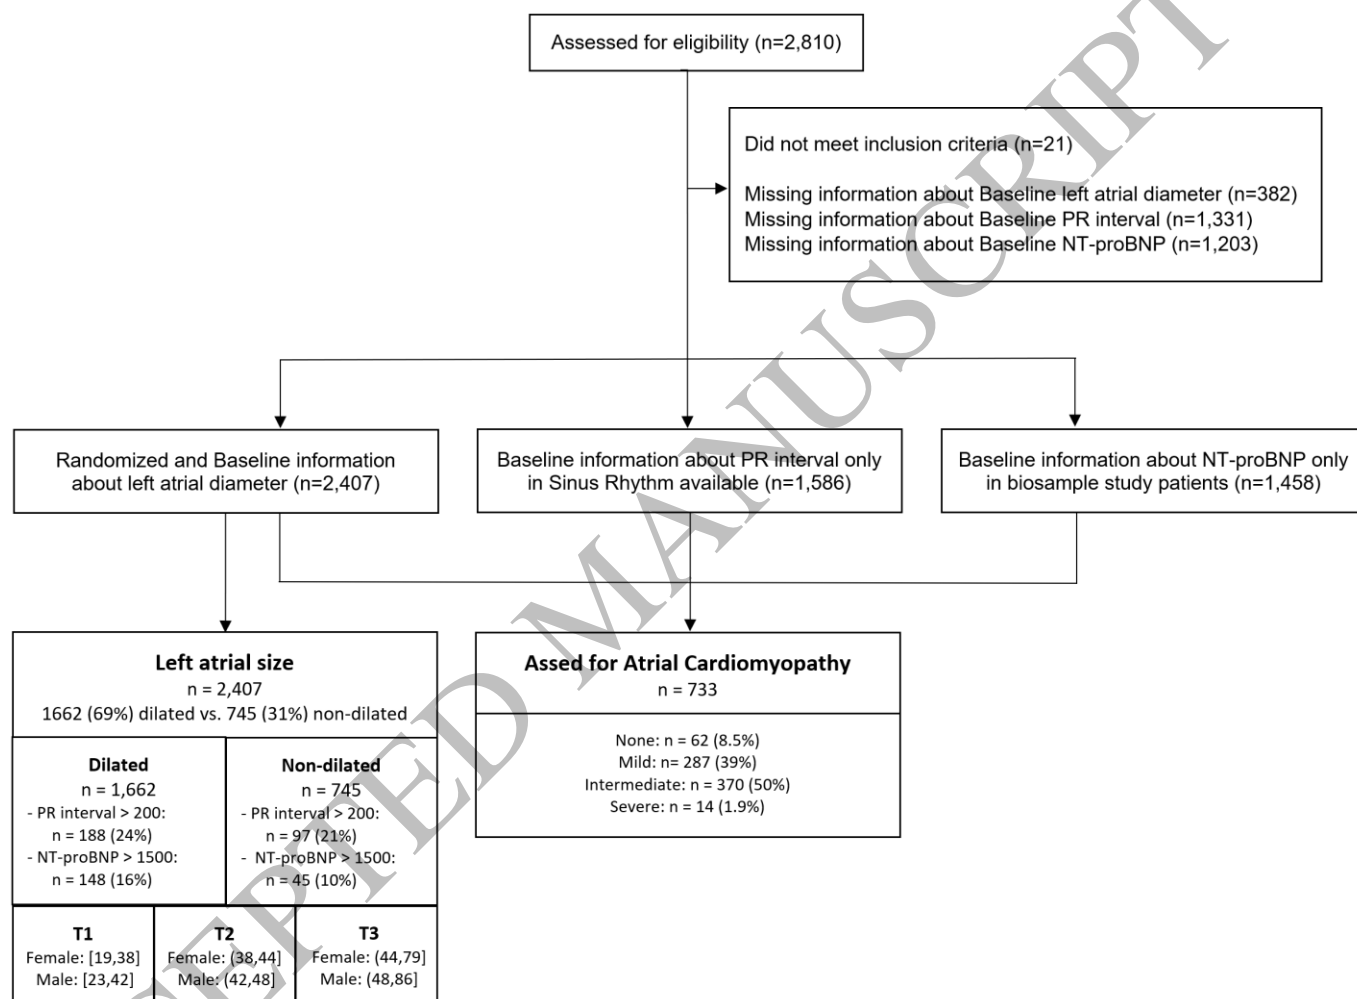 Assessed for eligibility (n=2,810)
Did not meet inclusion criteria (n=21)
Missing information about Baseline left atrial diameter (n=382)
Missing information about Baseline PR interval (n=1,331)
Missing information about Baseline NT-proBNP (n=1,203)
Randomized and Baseline information
about left atrial diameter (n=2,407)
Baseline information about PR interval only
in Sinus Rhythm available (n=1,586)
Baseline information about NT-proBNP only
in biosample study patients (n=1,458)
Left atrial size
n = 2,407
1662 (69%) dilated vs. 745 (31%) non-dilated
Dilated
n = 1,662
- PR interval > 200:
n = 188 (24%)
- NT-proBNP > 1500:
n = 148 (16%)
Non-dilated
n = 745
- PR interval > 200:
n = 97 (21%)
- NT-proBNP > 1500:
n = 45 (10%)
T1
Female: [19,38]
Male: [23,42]
T2
Female: (38,44]
Male: (42,48]
T3
Female: (44,79]
Male: (48,86]
Assed for Atrial Cardiomyopathy
n = 733
None: n = 62 (8.5%)
Mild: n= 287 (39%)
Intermediate: n = 370 (50%)
Severe: n = 14 (1.9%)
CEPTED MANUSCRIPT